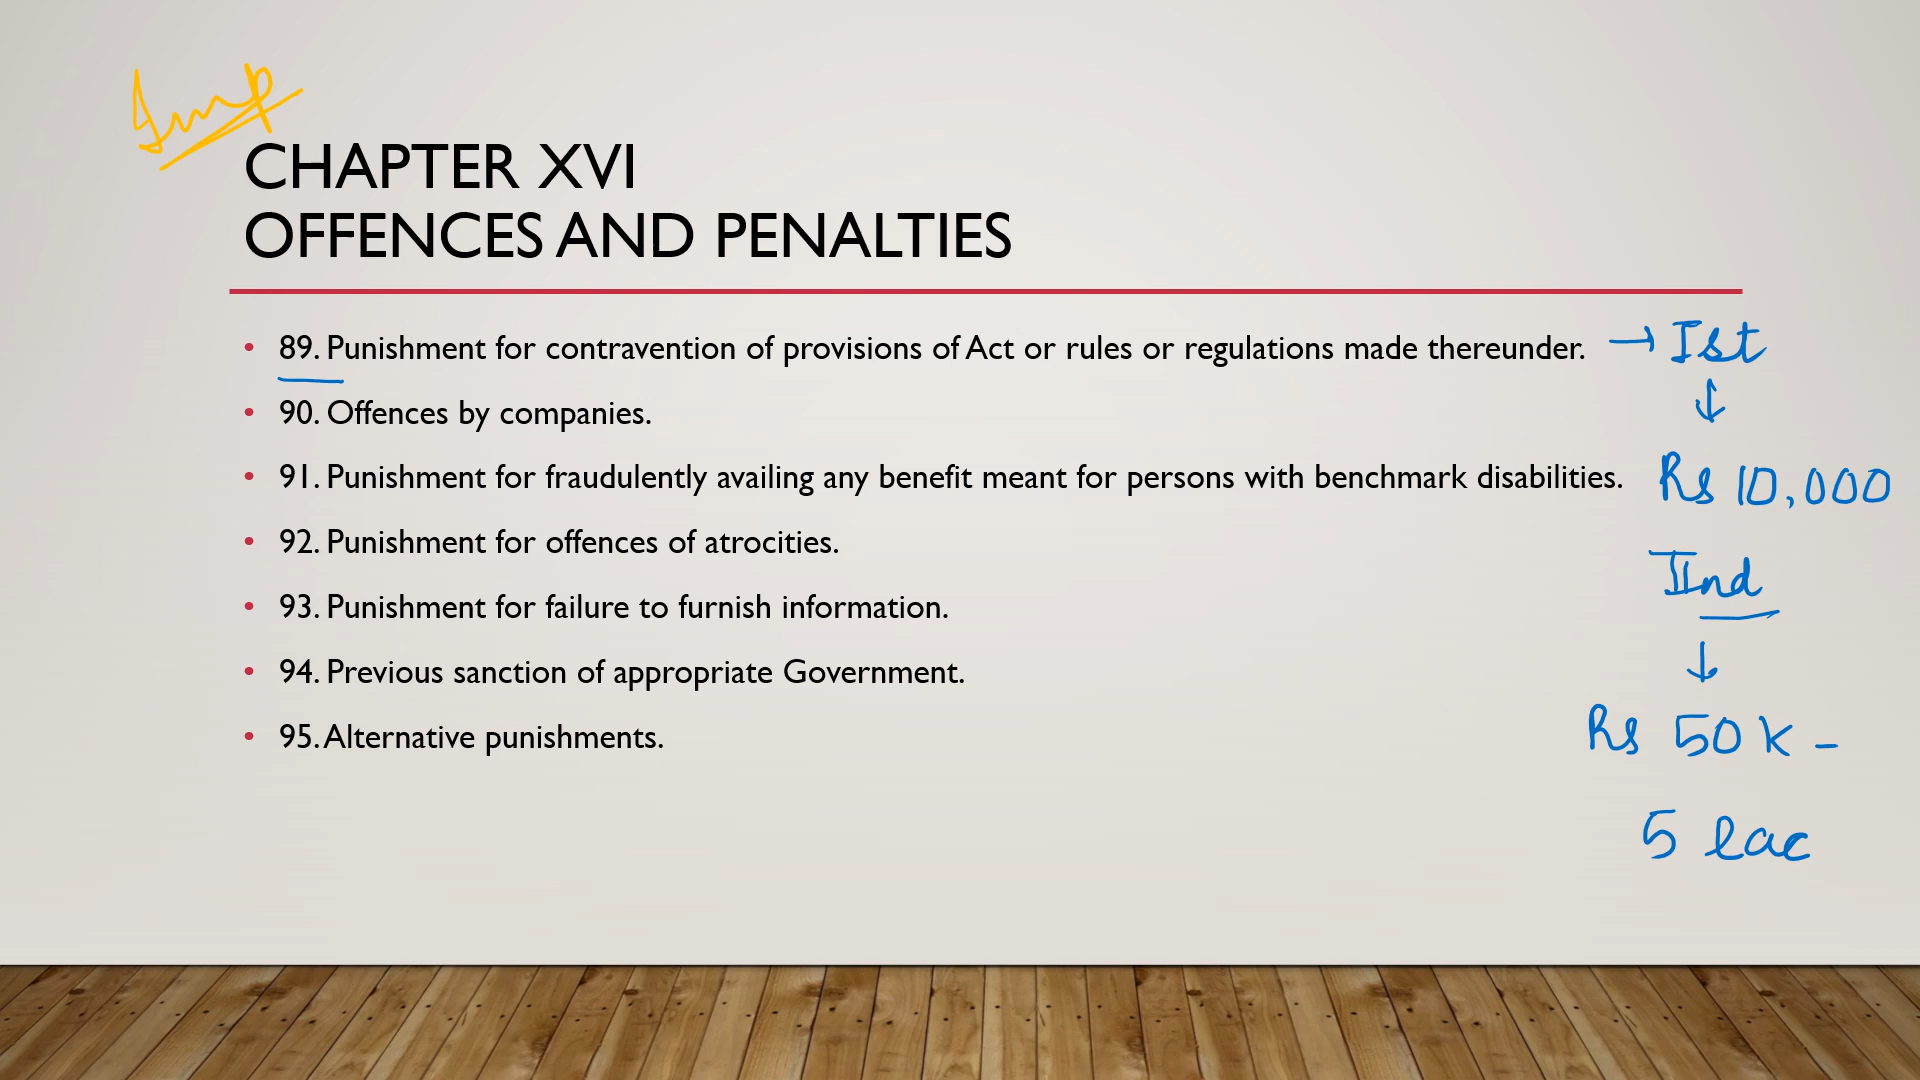 Imp
CHAPTER XVI
OFFENCES AND PENALTIES
• 89. Punishment for contravention of provisions of Act or rules or regulations made thereunder. → Ist
↓
• 90. Offences by companies.
• 91. Punishment for fraudulently availing any benefit meant for persons with benchmark disabilities.
Rs 10,000
• 92. Punishment for offences of atrocities.
IInd
• 93. Punishment for failure to furnish information.
↓
• 94. Previous sanction of appropriate Government.
• 95. Alternative punishments.
Rs 50 K -
5 lac